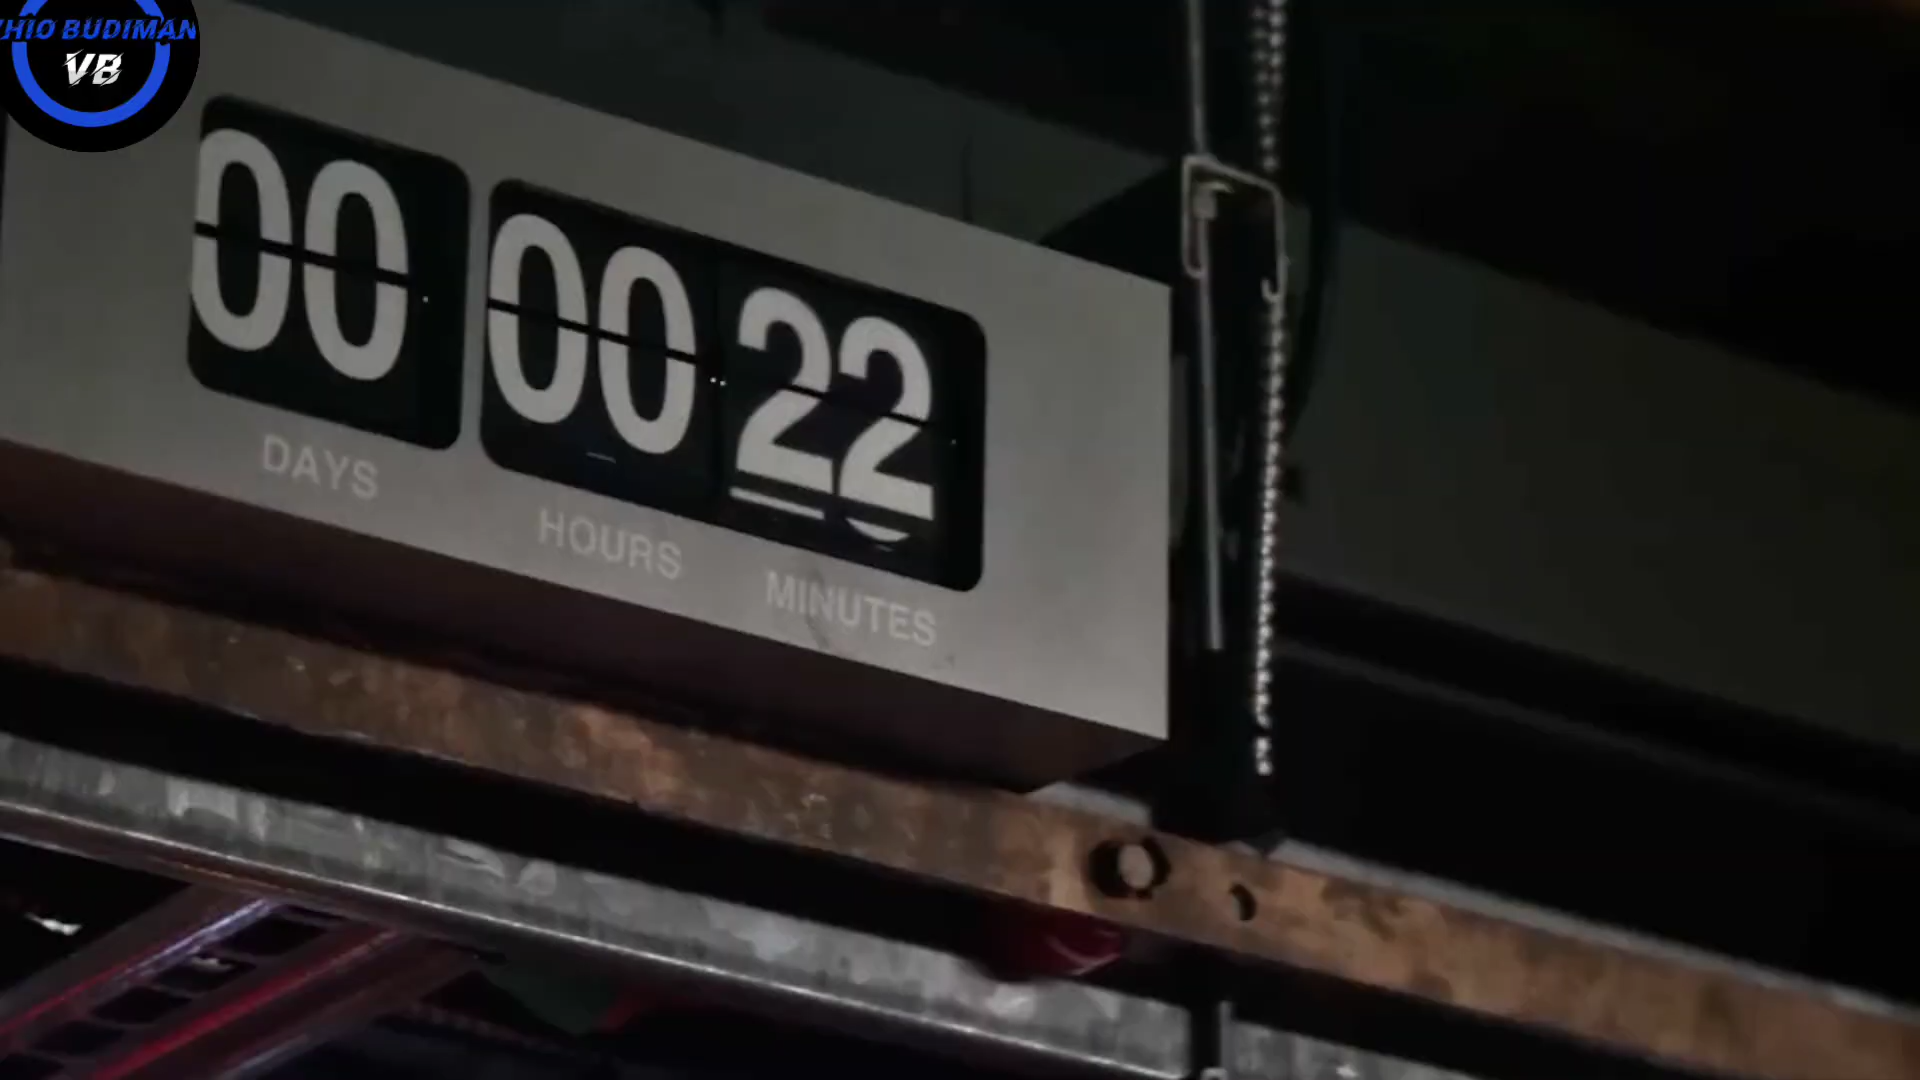 HIO BUDIMAN
VB
00 00 22
DAYS HOURS MINUTES